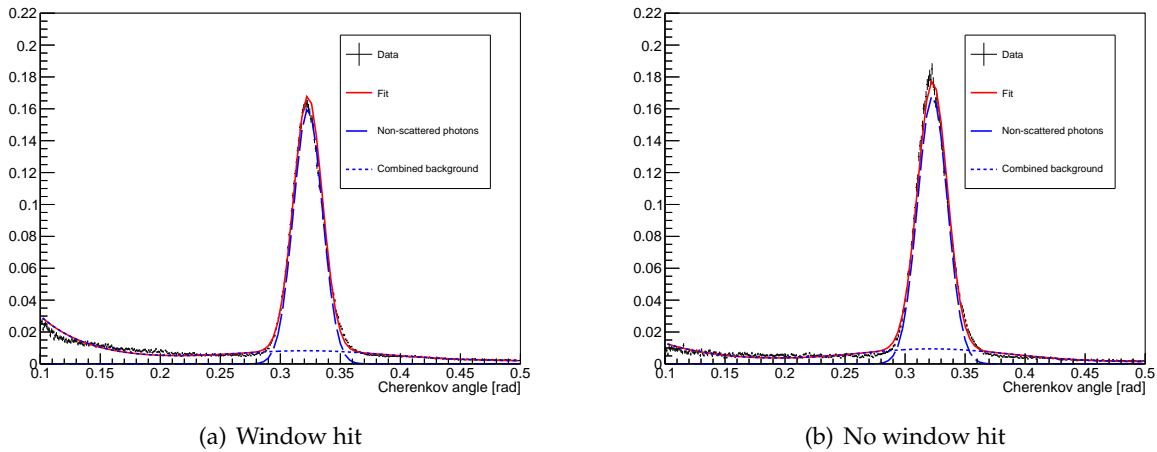 0.22
0.2
0.18
0.16
0.14
0.12
0.1
0.08
0.06
0.04
0.02
0
0.1 0.15 0.2 0.25 0.3 0.35 0.4 0.45 0.5
Cherenkov angle [rad]
Data
Fit
Non-scattered photons
Combined background
(a) Window hit
0.22
0.2
0.18
0.16
0.14
0.12
0.1
0.08
0.06
0.04
0.02
0
0.1 0.15 0.2 0.25 0.3 0.35 0.4 0.45 0.5
Cherenkov angle [rad]
Data
Fit
Non-scattered photons
Combined background
(b) No window hit